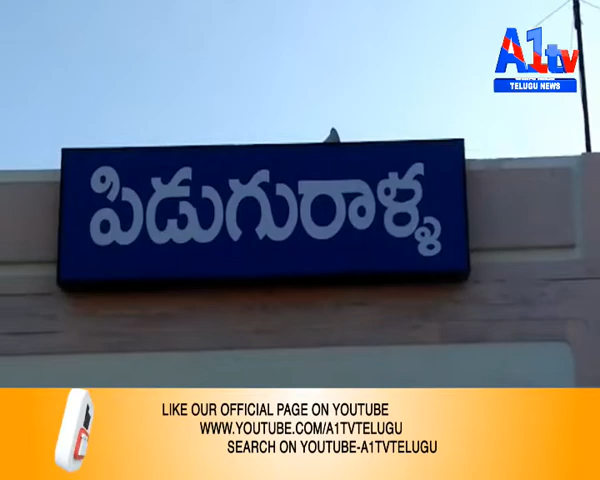 A1tv
TELUGU NEWS
పిడుగురాళ్ళ
LIKE OUR OFFICIAL PAGE ON YOUTUBE
WWW.YOUTUBE.COM/A1TVTELUGU
SEARCH ON YOUTUBE-A1TVTELUGU